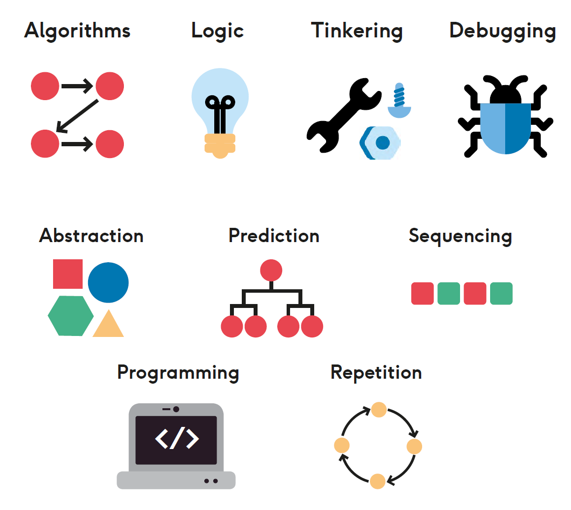 Algorithms Logic Tinkering Debugging
Abstraction Prediction Sequencing
Programming Repetition
</>